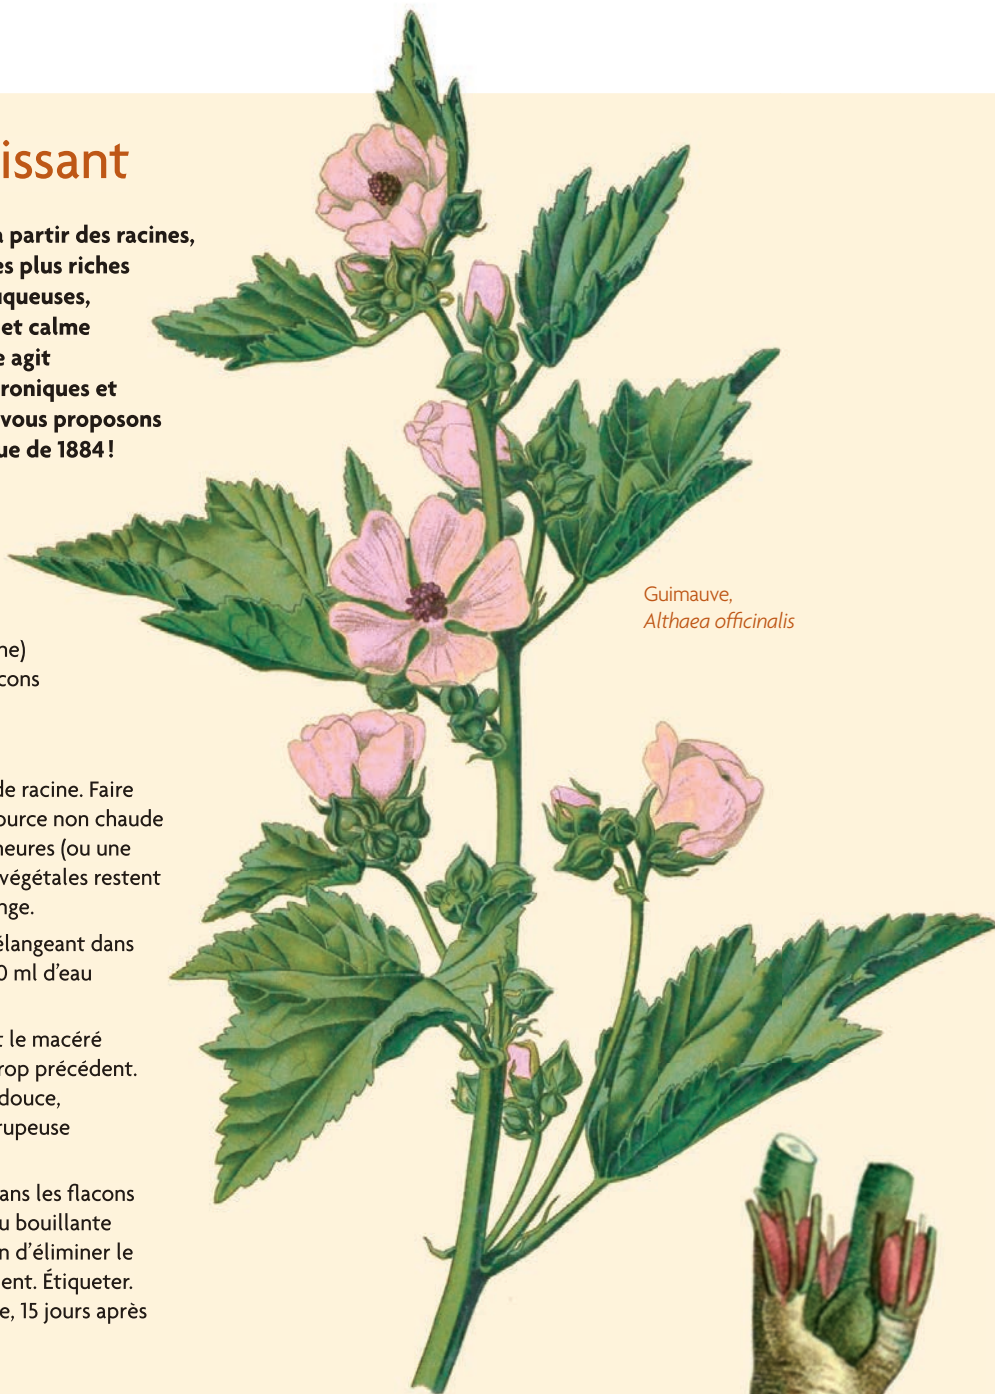 issant
à partir des racines,
es plus riches
uqueuses,
et calme
e agit
roniques et
vous proposons
ue de 1884 !
Guimauve,
Althaea officinalis
ne)
cons
de racine. Faire
ource non chaude
heures (ou une
végétales restent
nge.
élangeant dans
0 ml d’eau
t le macéré
rop précédent.
douce,
rupeuse
ans les flacons
u bouillante
n d’éliminer le
ent. Étiqueter.
e, 15 jours après